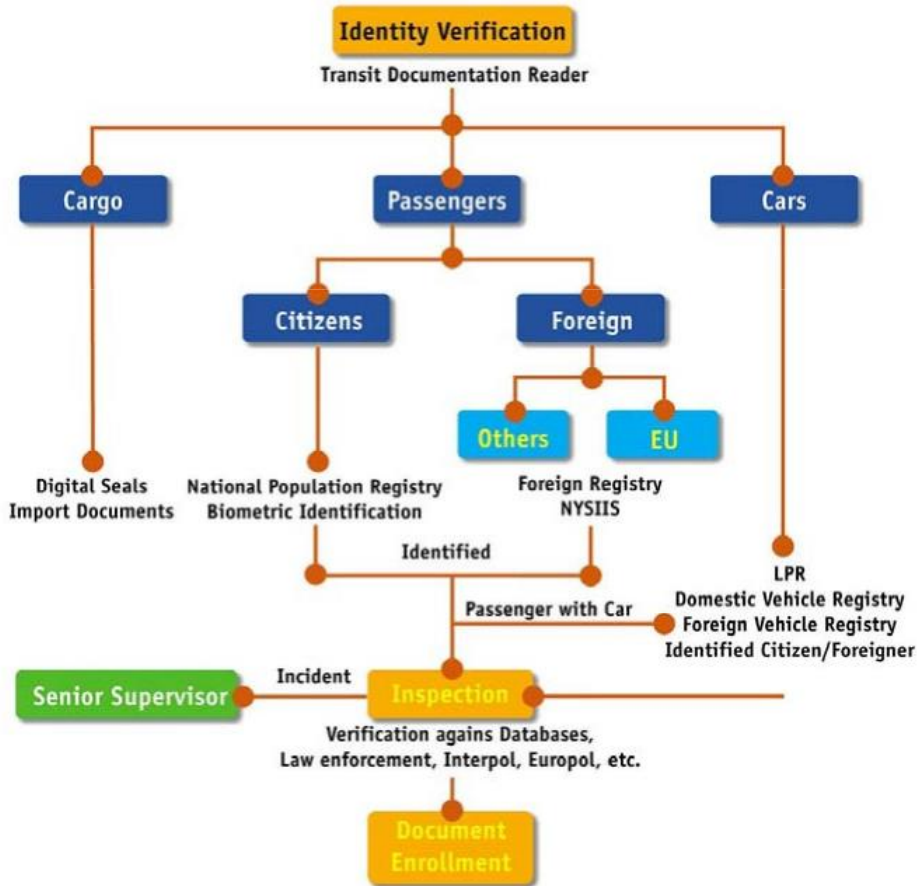 Identity Verification
Transit Documentation Reader
Cargo
Passengers
Cars
Citizens
Foreign
Others
EU
Digital Seals
Import Documents
National Population Registry
Biometric Identification
Foreign Registry
NYSIIS
Identified
LPR
Domestic Vehicle Registry
Foreign Vehicle Registry
Identified Citizen/Foreigner
Passenger with Car
Senior Supervisor
Incident
Inspection
Verification agains Databases,
Law enforcement, Interpol, Europol, etc.
Document
Enrollment